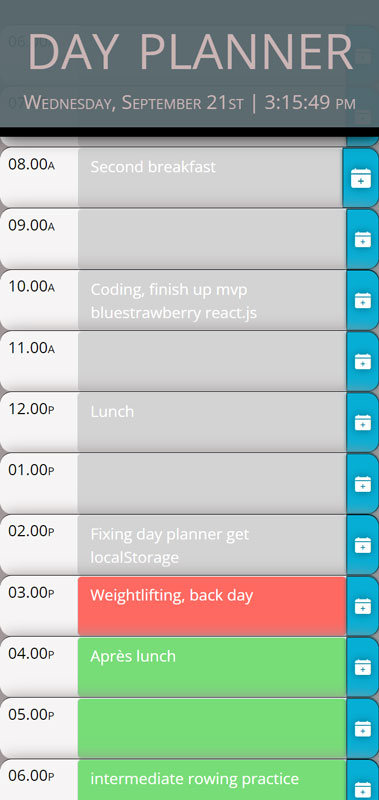 DAY PLANNER
Wednesday, September 21st | 3:15:49 pm
08.00A
Second breakfast
09.00A
10.00A
Coding, finish up mvp
bluestrawberry react.js
11.00A
12.00P
Lunch
01.00P
02.00P
Fixing day planner get
localStorage
03.00P
Weightlifting, back day
04.00P
Après lunch
05.00P
06.00P
intermediate rowing practice